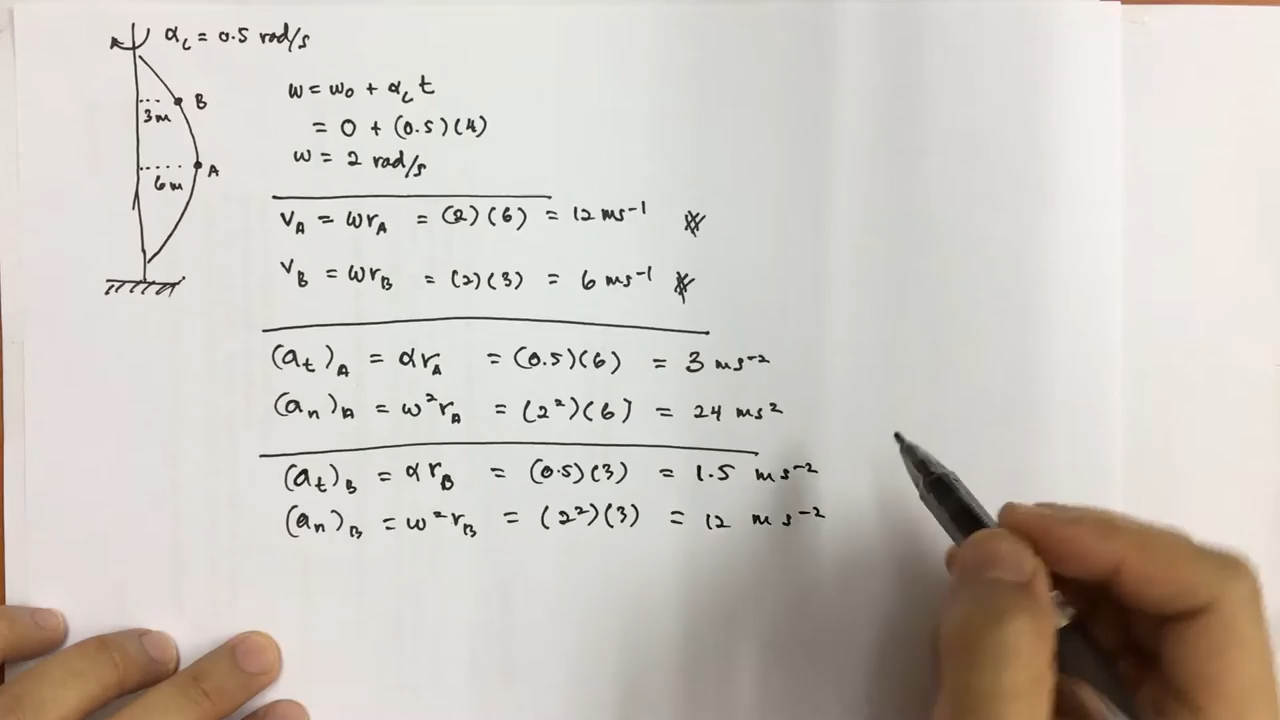 α_c = 0.5 rad/s
B
3m
A
6m
ω = ω₀ + α_c t
= 0 + (0.5)(4)
ω = 2 rad/s
v_A = ωr_A = (2)(6) = 12 ms⁻¹
v_B = ωr_B = (2)(3) = 6 ms⁻¹
(a_t)_A = αr_A = (0.5)(6) = 3 ms⁻²
(a_n)_A = ω²r_A = (2²)(6) = 24 ms²
(a_t)_B = αr_B = (0.5)(3) = 1.5 ms⁻²
(a_n)_B = ω²r_B = (2²)(3) = 12 ms⁻²